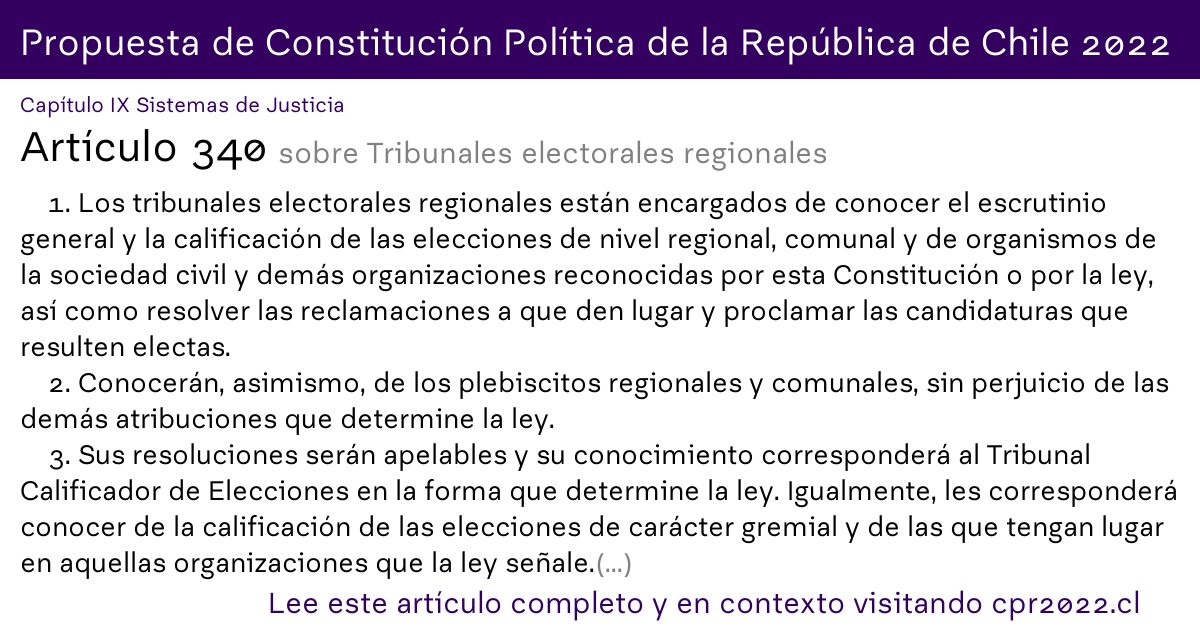 Propuesta de Constitución Política de la República de Chile 2022
Capítulo IX Sistemas de Justicia
Artículo 340 sobre Tribunales electorales regionales
1. Los tribunales electorales regionales están encargados de conocer el escrutinio
general y la calificación de las elecciones de nivel regional, comunal y de organismos de
la sociedad civil y demás organizaciones reconocidas por esta Constitución o por la ley,
así como resolver las reclamaciones a que den lugar y proclamar las candidaturas que
resulten electas.
2. Conocerán, asimismo, de los plebiscitos regionales y comunales, sin perjuicio de las
demás atribuciones que determine la ley.
3. Sus resoluciones serán apelables y su conocimiento corresponderá al Tribunal
Calificador de Elecciones en la forma que determine la ley. Igualmente, les corresponderá
conocer de la calificación de las elecciones de carácter gremial y de las que tengan lugar
en aquellas organizaciones que la ley señale.(...)
Lee este artículo completo y en contexto visitando cpr2022.cl